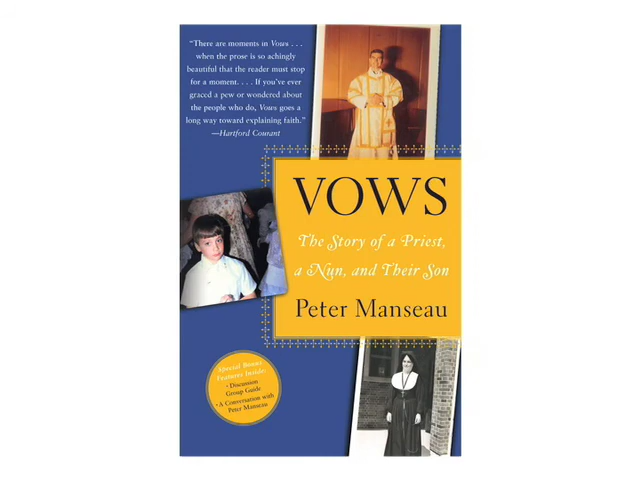 “There are moments in Vows . . .
when the prose is so achingly
beautiful that the reader must stop
for a moment. . . . If you’ve ever
graced a pew or wondered about
the people who do, Vows goes a
long way toward explaining faith.”
—Hartford Courant
VOWS
The Story of a Priest,
a Nun, and Their Son
Peter Manseau
Special Bonus
Features Inside:
• Discussion
Group Guide
• A Conversation with
Peter Manseau